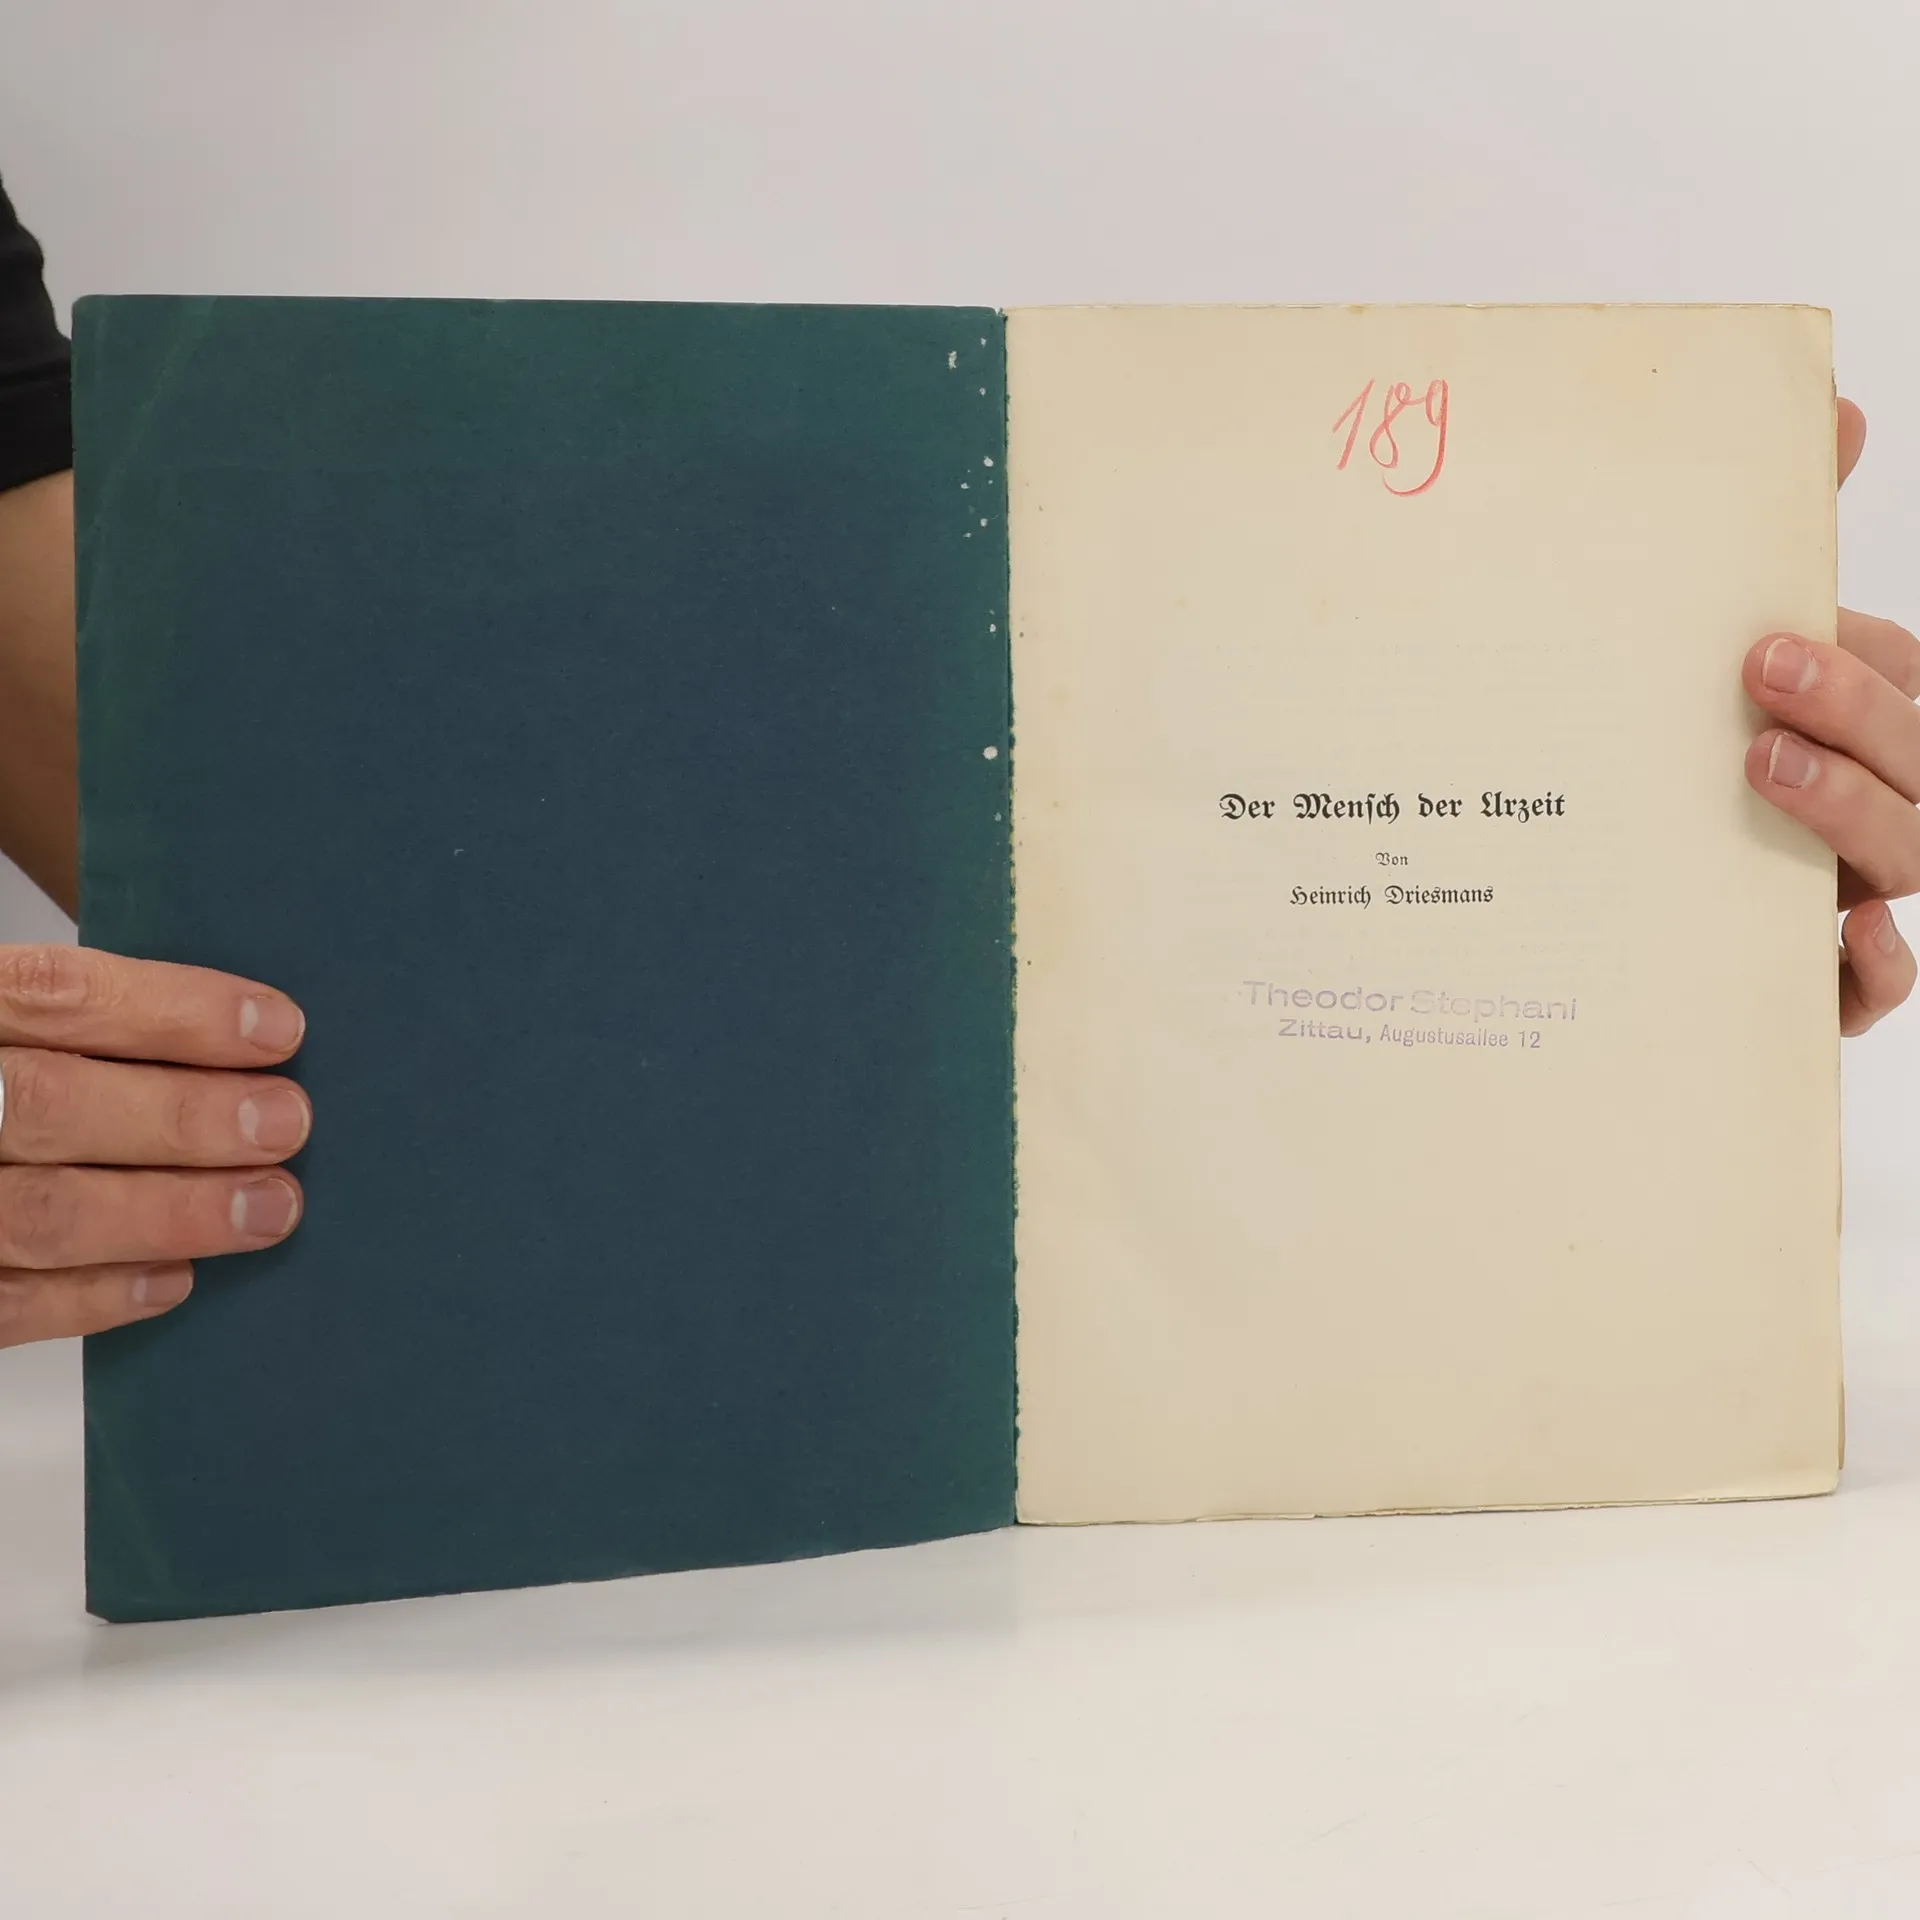 189
Der Menſch der Urzeit
Von
Heinrich Driesmans
Theodor Stephani
Zittau, Augustusallee 12